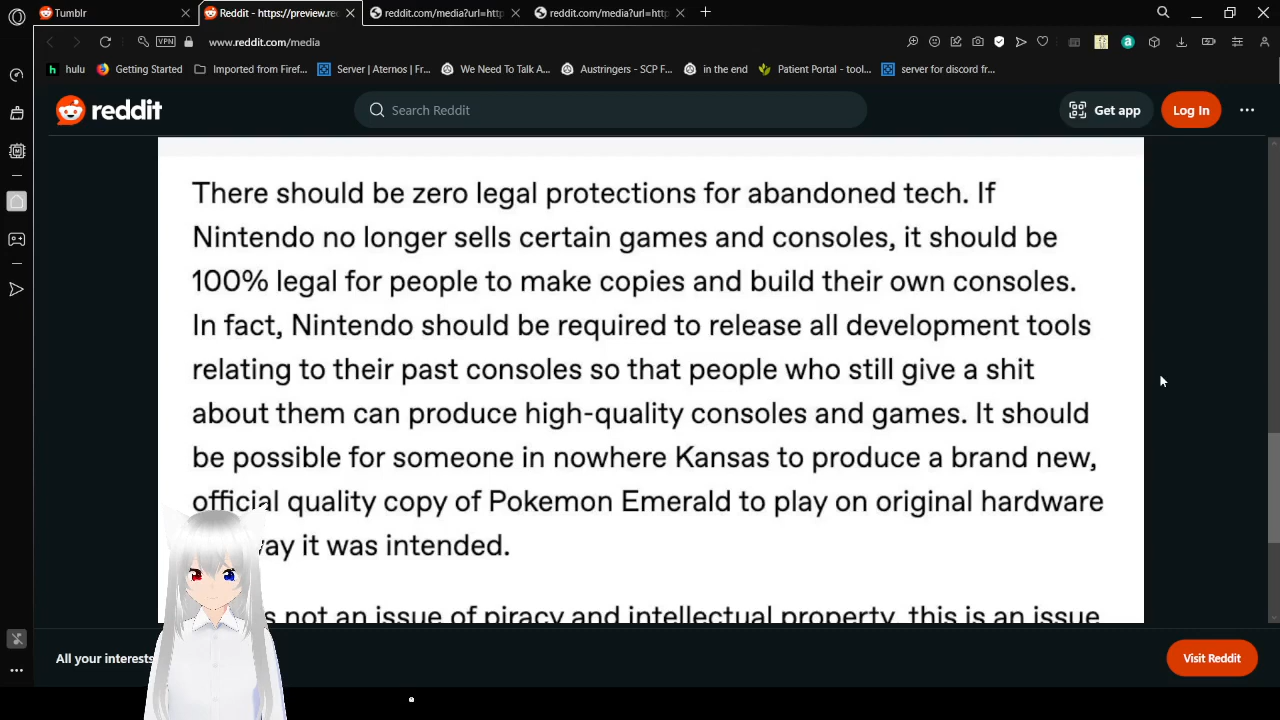 Tumblr
Reddit - https://preview.re
reddit.com/media?url=http
reddit.com/media?url=http
VPN
www.reddit.com/media
hulu
Getting Started
Imported from Firef...
Server | Aternos | Fr...
We Need To Talk A...
Austringers - SCP F...
in the end
Patient Portal - tool...
server for discord fr...
reddit
Search Reddit
Get app
Log In
There should be zero legal protections for abandoned tech. If
Nintendo no longer sells certain games and consoles, it should be
100% legal for people to make copies and build their own consoles.
In fact, Nintendo should be required to release all development tools
relating to their past consoles so that people who still give a shit
about them can produce high-quality consoles and games. It should
be possible for someone in nowhere Kansas to produce a brand new,
official quality copy of Pokemon Emerald to play on original hardware
it was intended.
not an issue of piracy and intellectual property, this is an issue
All your interests
Visit Reddit